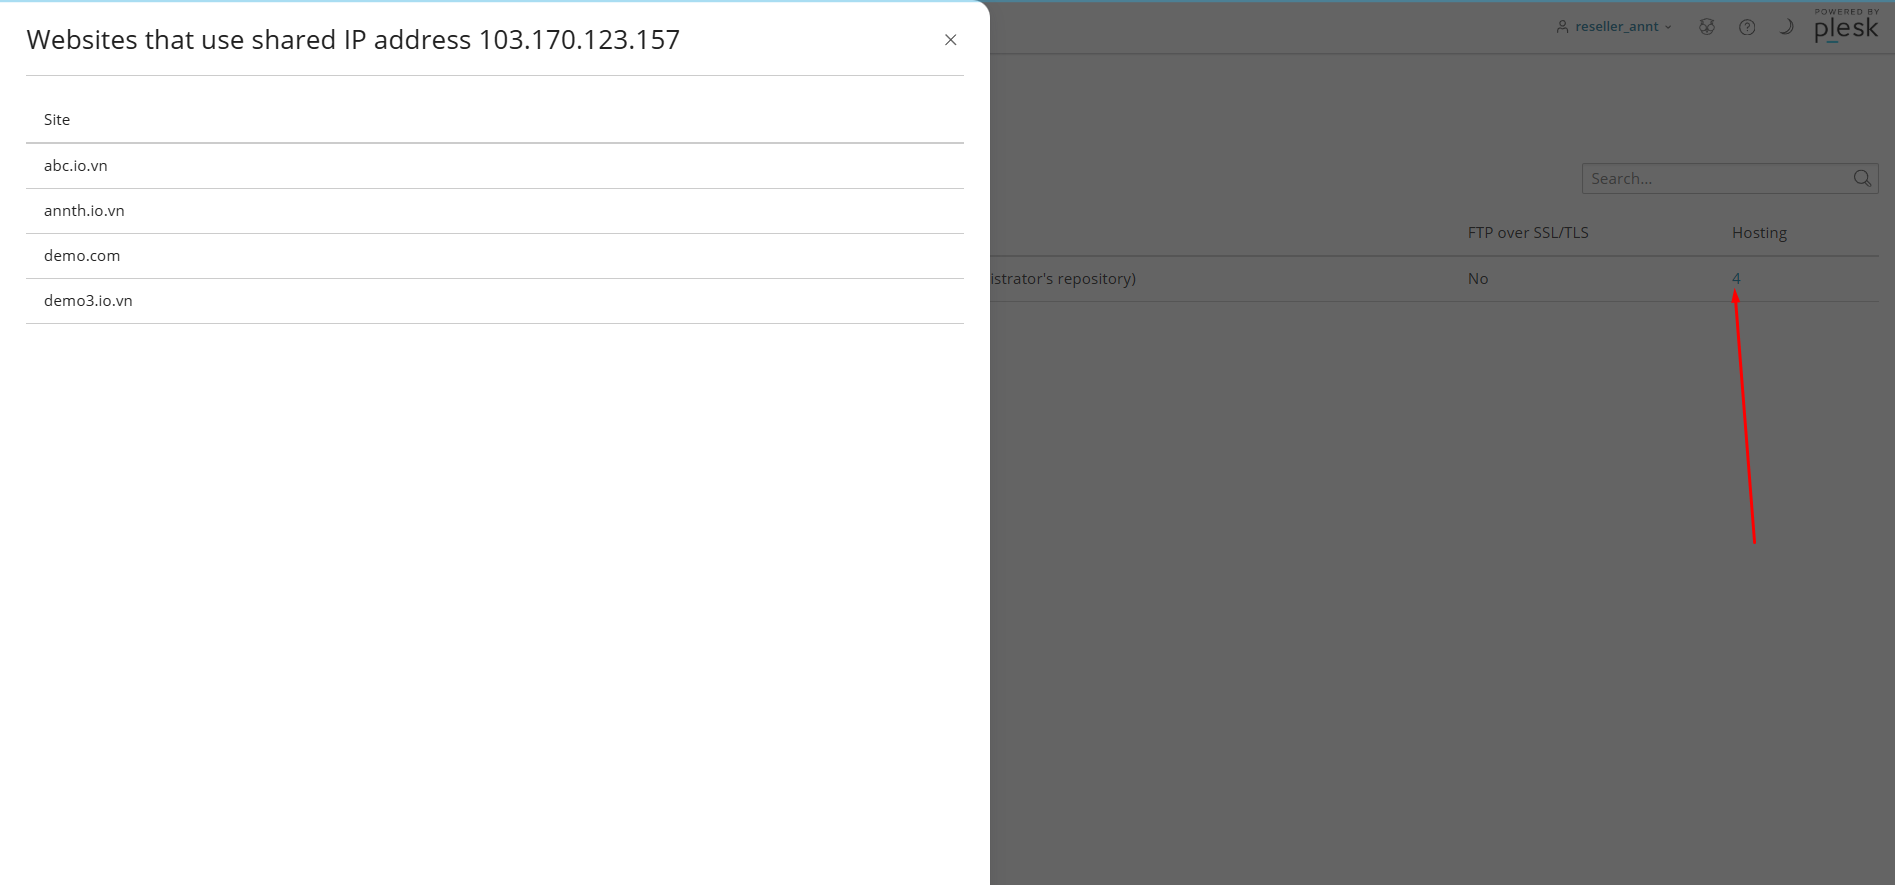 Websites that use shared IP address 103.170.123.157
Site
abc.io.vn
annth.io.vn
demo.com
demo3.io.vn
reseller_annt
POWERED BY
plesk
Search...
FTP over SSL/TLS Hosting
istrator's repository) No 4